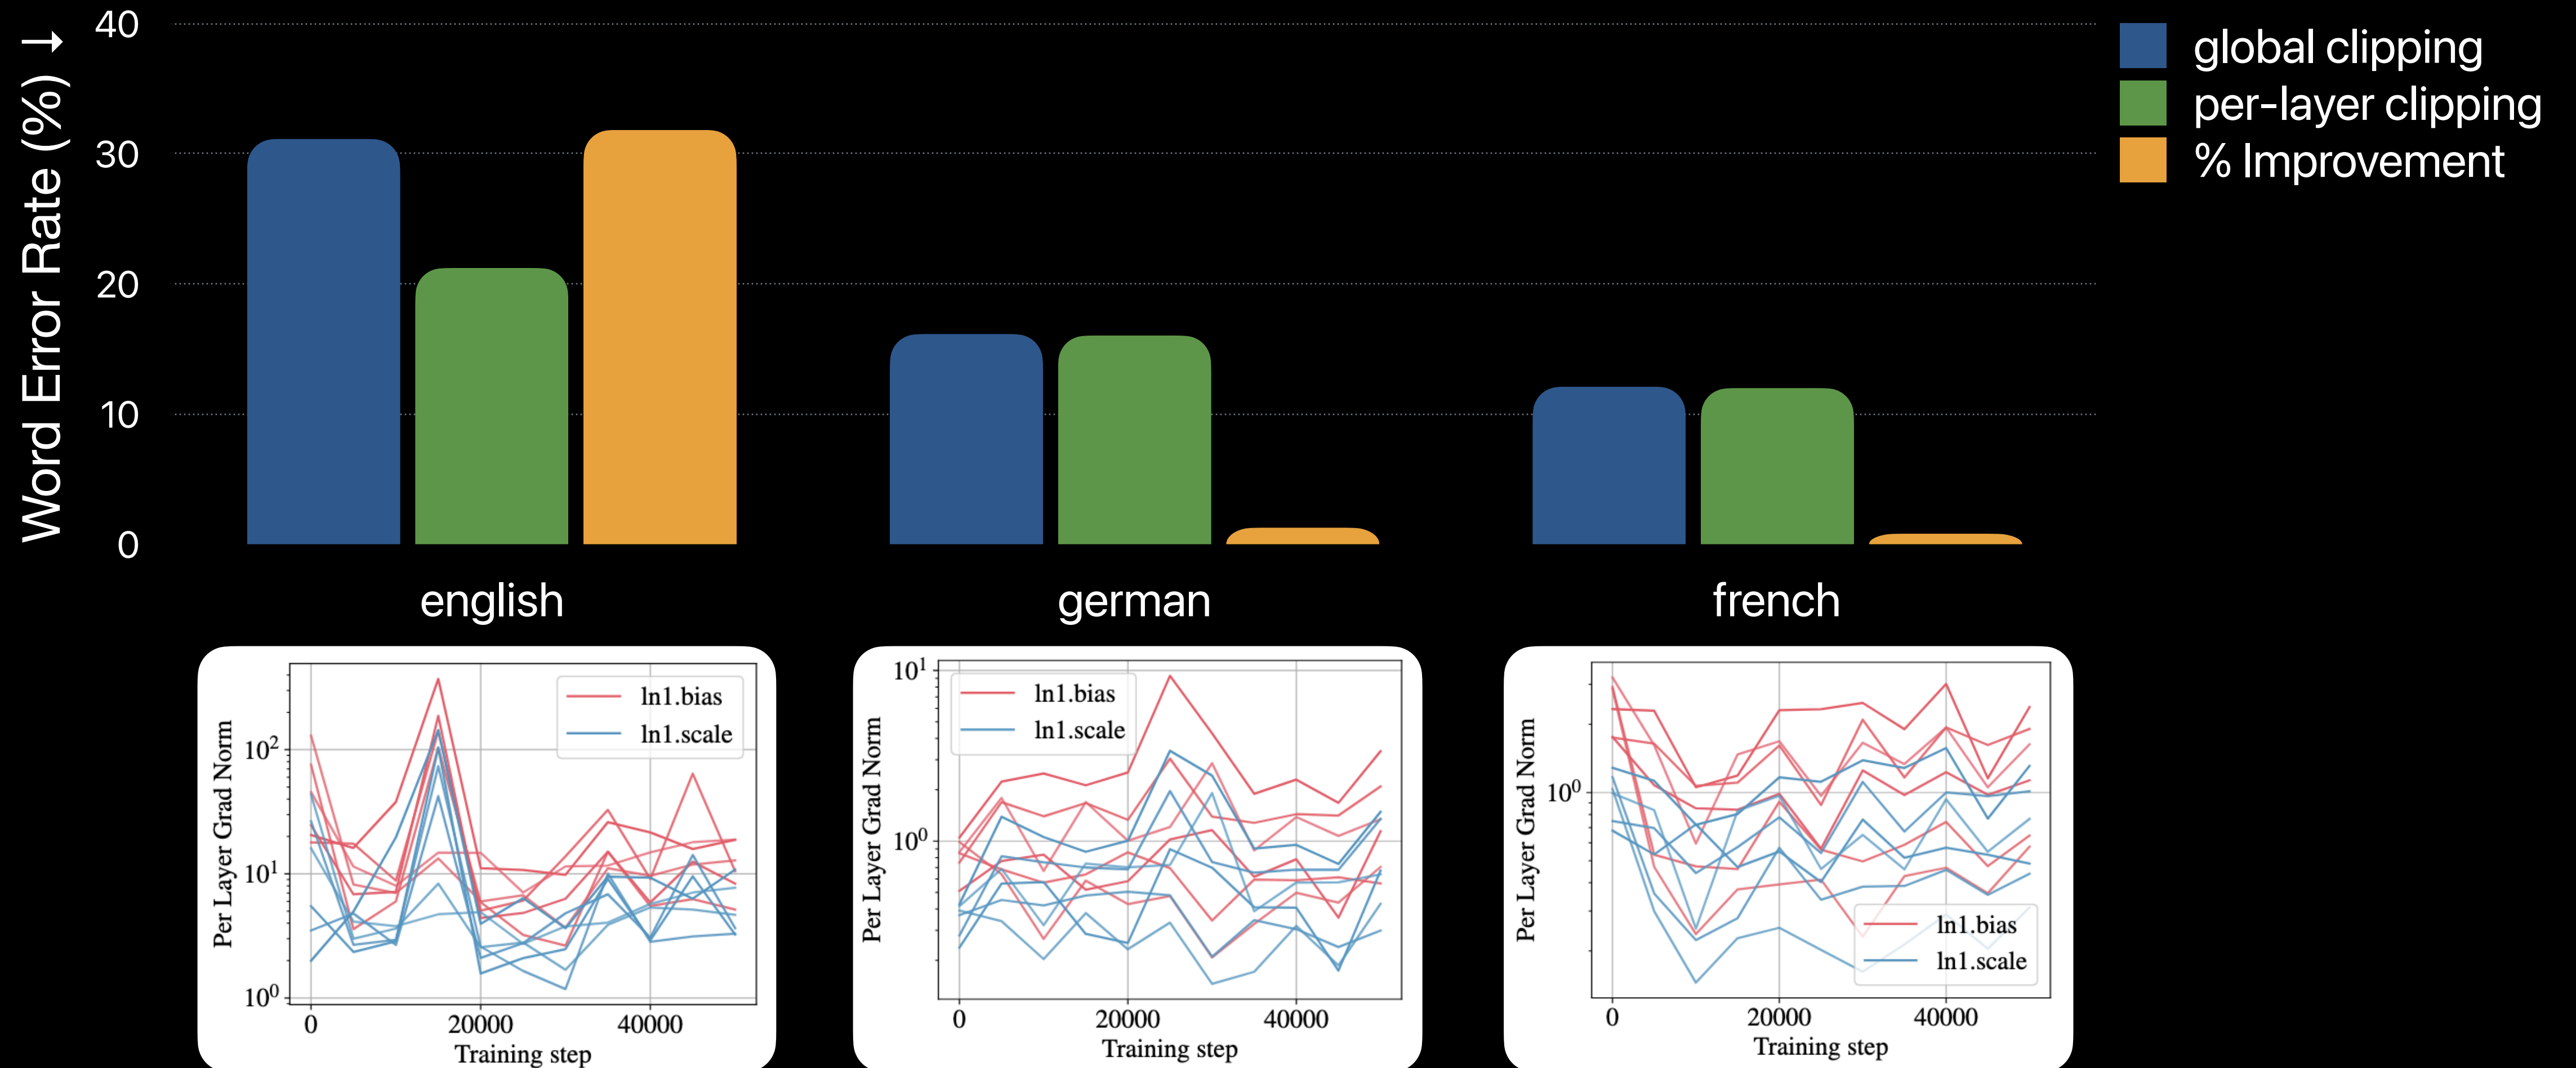 Word Error Rate (%) ↓
40
30
20
10
0
global clipping
per-layer clipping
% Improvement
english
german
french
Per Layer Grad Norm
10²
10¹
10⁰
ln1.bias
ln1.scale
0
20000
40000
Training step
Per Layer Grad Norm
10¹
10⁰
ln1.bias
ln1.scale
0
20000
40000
Training step
Per Layer Grad Norm
10⁰
ln1.bias
ln1.scale
0
20000
40000
Training step